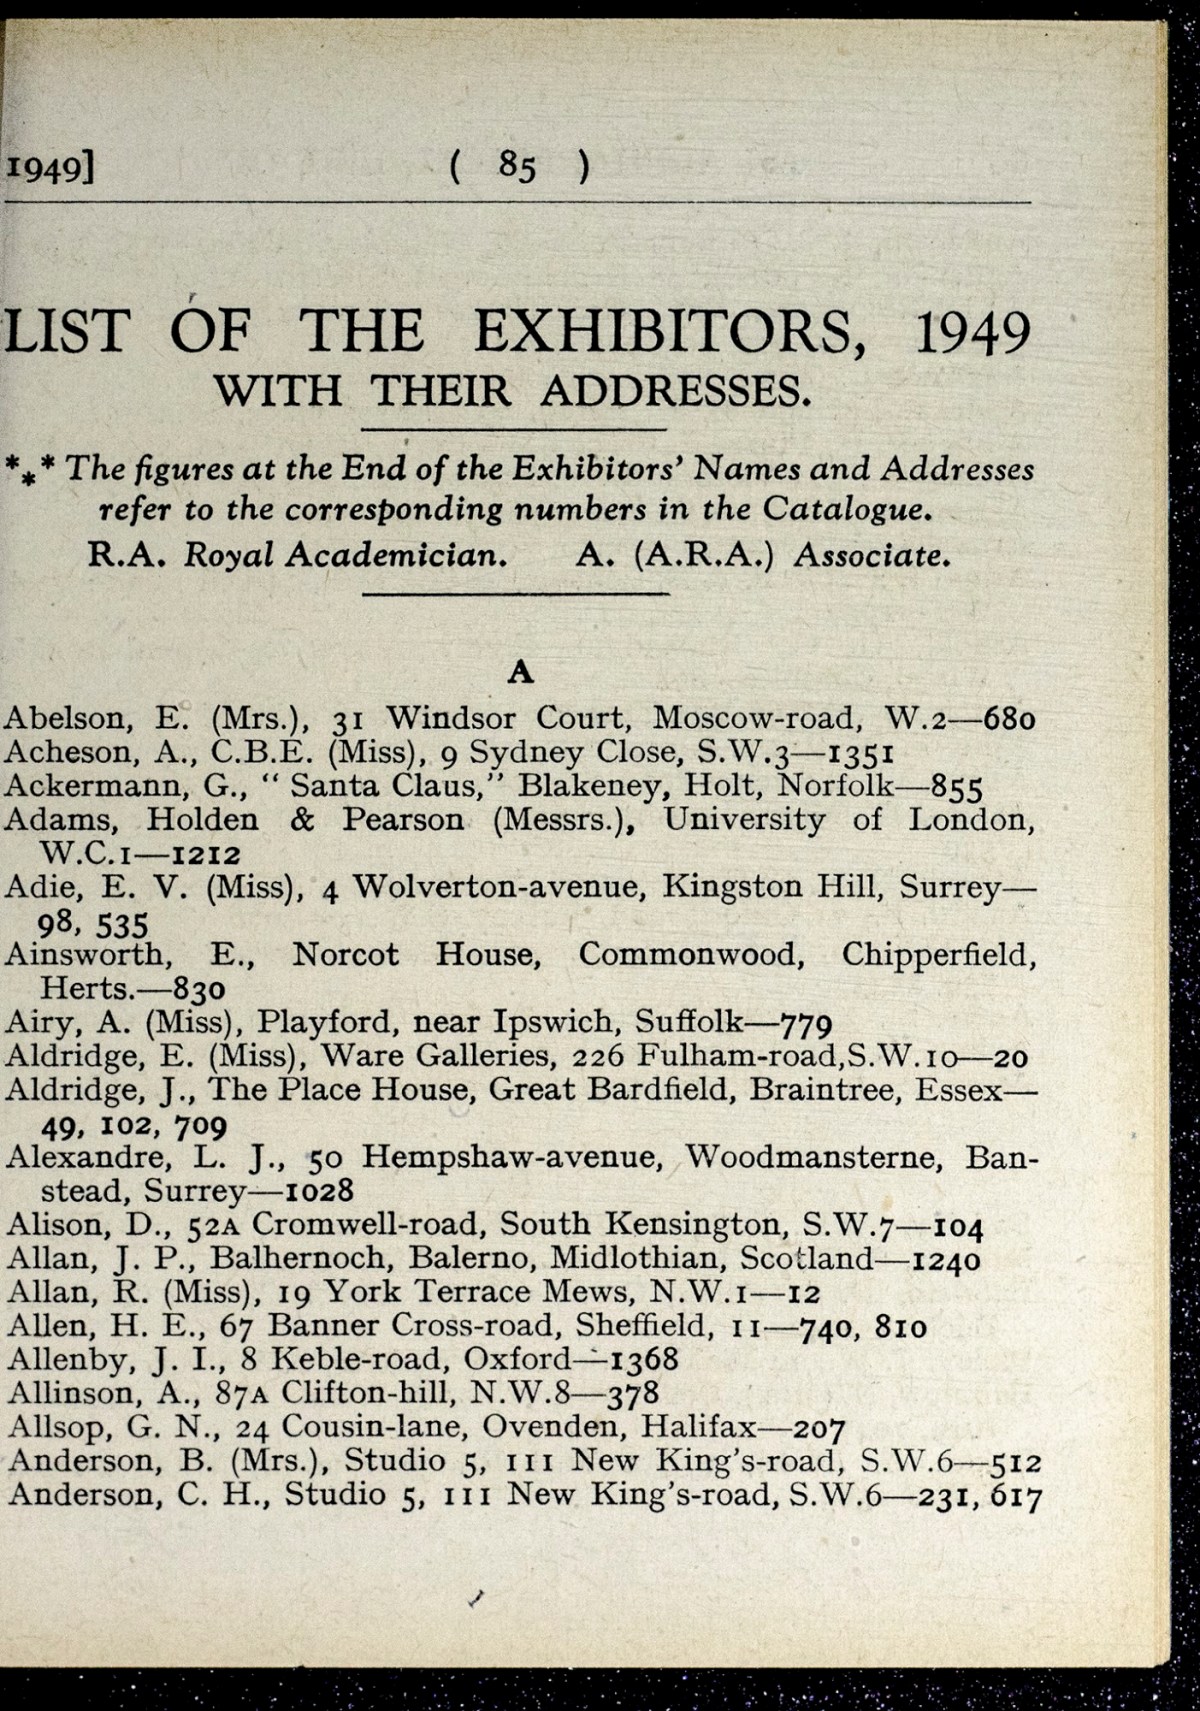 1949] ( 85 )
LIST OF THE EXHIBITORS, 1949
WITH THEIR ADDRESSES.
*⁎* The figures at the End of the Exhibitors' Names and Addresses
refer to the corresponding numbers in the Catalogue.
R.A. Royal Academician. A. (A.R.A.) Associate.
A
Abelson, E. (Mrs.), 31 Windsor Court, Moscow-road, W.2—680
Acheson, A., C.B.E. (Miss), 9 Sydney Close, S.W.3—1351
Ackermann, G., “ Santa Claus,” Blakeney, Holt, Norfolk—855
Adams, Holden & Pearson (Messrs.), University of London,
W.C.1—1212
Adie, E. V. (Miss), 4 Wolverton-avenue, Kingston Hill, Surrey—
98, 535
Ainsworth, E., Norcot House, Commonwood, Chipperfield,
Herts.—830
Airy, A. (Miss), Playford, near Ipswich, Suffolk—779
Aldridge, E. (Miss), Ware Galleries, 226 Fulham-road,S.W.10—20
Aldridge, J., The Place House, Great Bardfield, Braintree, Essex—
49, 102, 709
Alexandre, L. J., 50 Hempshaw-avenue, Woodmansterne, Ban-
stead, Surrey—1028
Alison, D., 52A Cromwell-road, South Kensington, S.W.7—104
Allan, J. P., Balhernoch, Balerno, Midlothian, Scotland—1240
Allan, R. (Miss), 19 York Terrace Mews, N.W.1—12
Allen, H. E., 67 Banner Cross-road, Sheffield, 11—740, 810
Allenby, J. I., 8 Keble-road, Oxford—1368
Allinson, A., 87A Clifton-hill, N.W.8—378
Allsop, G. N., 24 Cousin-lane, Ovenden, Halifax—207
Anderson, B. (Mrs.), Studio 5, 111 New King's-road, S.W.6—512
Anderson, C. H., Studio 5, 111 New King's-road, S.W.6—231, 617